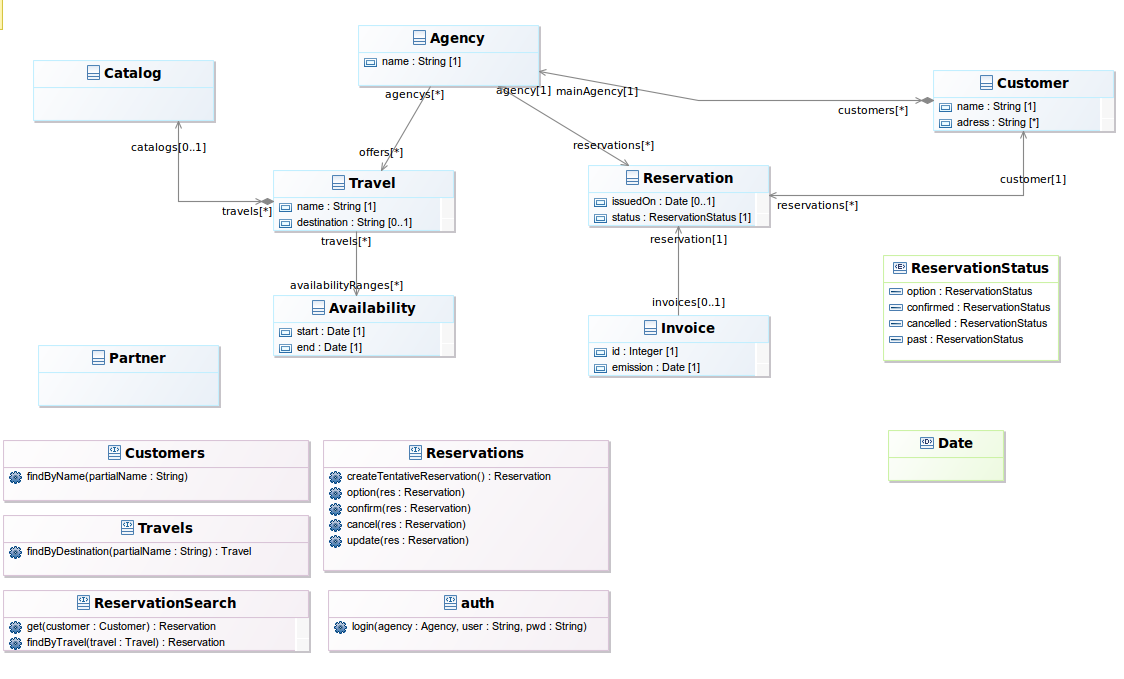 Agency
name : String [1]
Catalog
Customer
name : String [1]
adress : String [*]
agencys[*]
agency[1]
mainAgency[1]
customers[*]
catalogs[0..1]
offers[*]
reservations[*]
Travel
name : String [1]
destination : String [0..1]
travels[*]
travels[*]
Reservation
issuedOn : Date [0..1]
status : ReservationStatus [1]
customer[1]
reservations[*]
reservation[1]
availabilityRanges[*]
invoices[0..1]
Availability
start : Date [1]
end : Date [1]
Invoice
id : Integer [1]
emission : Date [1]
ReservationStatus
option : ReservationStatus
confirmed : ReservationStatus
cancelled : ReservationStatus
past : ReservationStatus
Partner
Date
Customers
findByName(partialName : String)
Reservations
createTentativeReservation() : Reservation
option(res : Reservation)
confirm(res : Reservation)
cancel(res : Reservation)
update(res : Reservation)
Travels
findByDestination(partialName : String) : Travel
ReservationSearch
get(customer : Customer) : Reservation
findByTravel(travel : Travel) : Reservation
auth
login(agency : Agency, user : String, pwd : String)